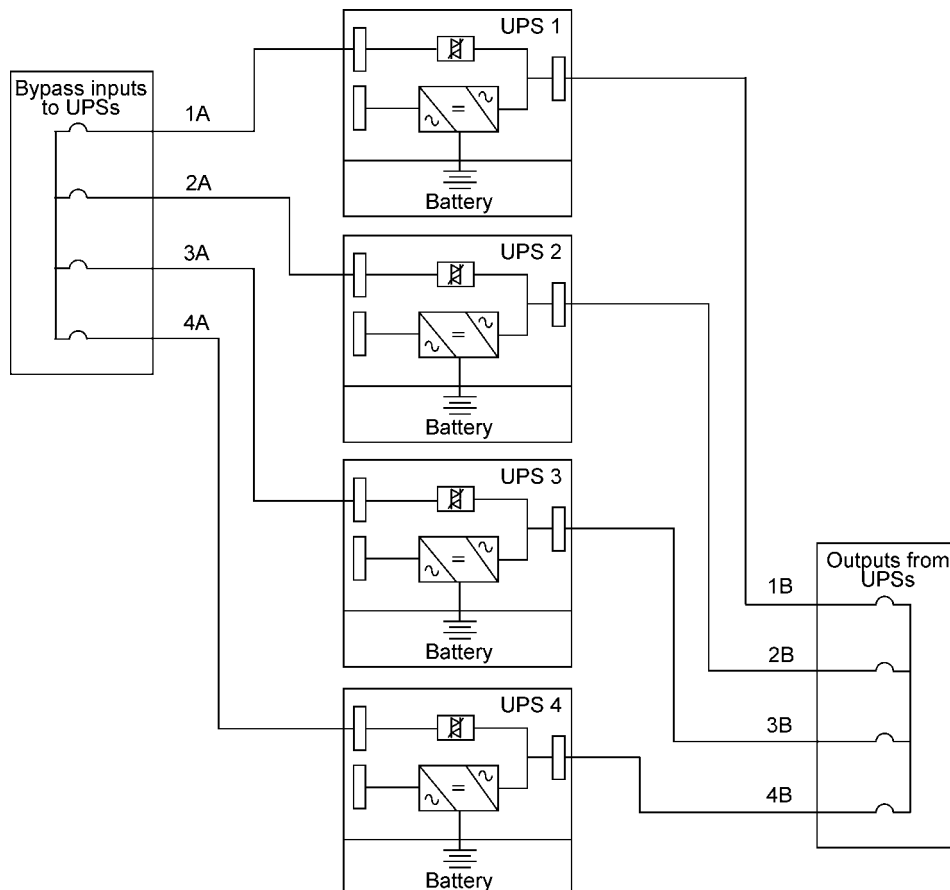 Bypass inputs
to UPSs
1A
2A
3A
4A
UPS 1
=
Battery
UPS 2
=
Battery
UPS 3
=
Battery
UPS 4
=
Battery
Outputs from
UPSs
1B
2B
3B
4B